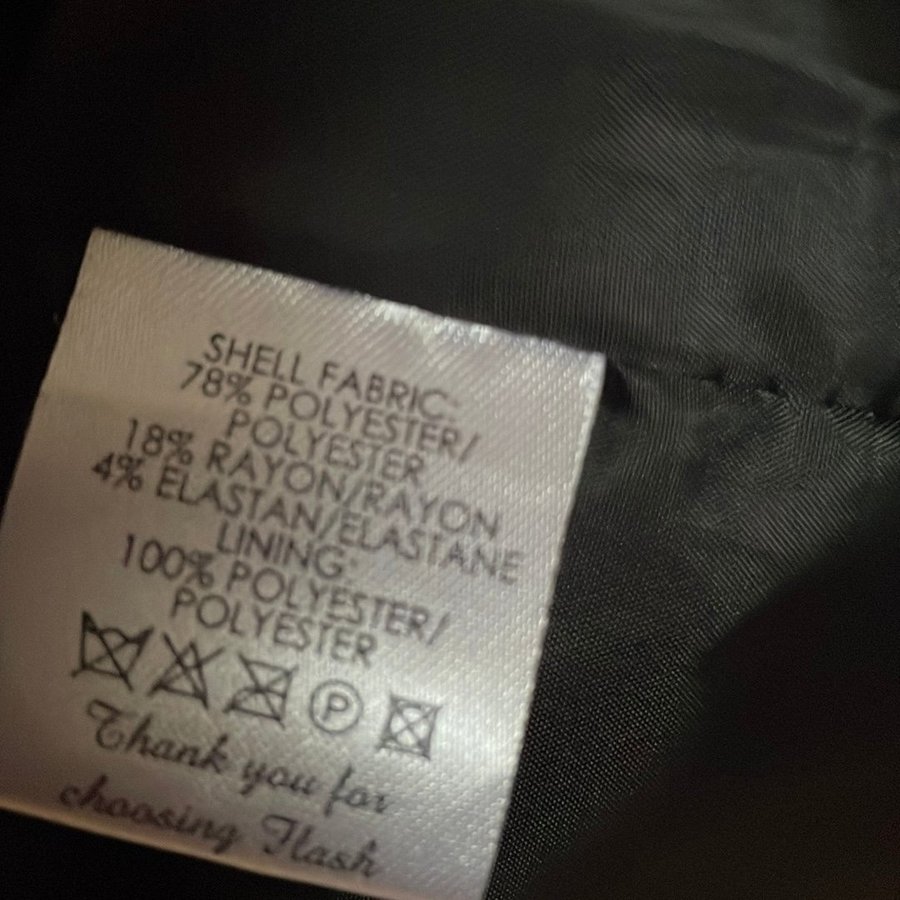 SHELL FABRIC:
78% POLYESTER/
POLYESTER
18% RAYON/RAYON
4% ELASTAN/ELASTANE
LINING:
100% POLYESTER/
POLYESTER
P
Thank you for
choosing Flash